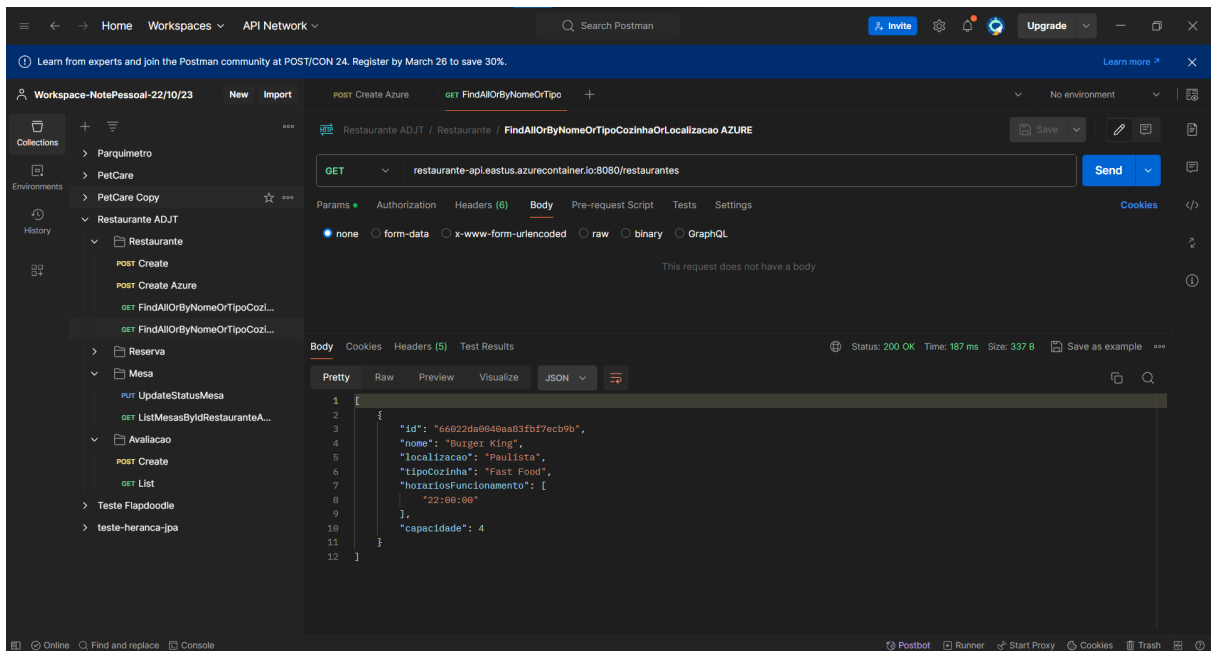 Home Workspaces API Network Search Postman Invite Upgrade
Learn from experts and join the Postman community at POST/CON 24. Register by March 26 to save 30%. Learn more
Workspace-NotePessoal-22/10/23 New Import
POST Create Azure GET FindAllOrByNomeOrTipo No environment
Collections
Environments
History
Parquimetro
PetCare
PetCare Copy
Restaurante ADJT
Restaurante
POST Create
POST Create Azure
GET FindAllOrByNomeOrTipoCozi...
GET FindAllOrByNomeOrTipoCozi...
Reserva
Mesa
PUT UpdateStatusMesa
GET ListMesasByIdRestauranteA...
Avaliacao
POST Create
GET List
Teste Flapdoodle
teste-heranca-jpa
HTTP Restaurante ADJT / Restaurante / FindAllOrByNomeOrTipoCozinhaOrLocalizacao AZURE Save
GET restaurante-api.eastus.azurecontainer.io:8080/restaurantes Send
Params Authorization Headers (6) Body Pre-request Script Tests Settings Cookies
none form-data x-www-form-urlencoded raw binary GraphQL
This request does not have a body
Body Cookies Headers (5) Test Results Status: 200 OK Time: 187 ms Size: 337 B Save as example
Pretty Raw Preview Visualize JSON
1 [
2 {
3 "id": "66022da0040aa83fbf7ecb9b",
4 "nome": "Burger King",
5 "localizacao": "Paulista",
6 "tipoCozinha": "Fast Food",
7 "horariosFuncionamento": [
8 "22:00:00"
9 ],
10 "capacidade": 4
11 }
12 ]
Online Find and replace Console Postbot Runner Start Proxy Cookies Trash